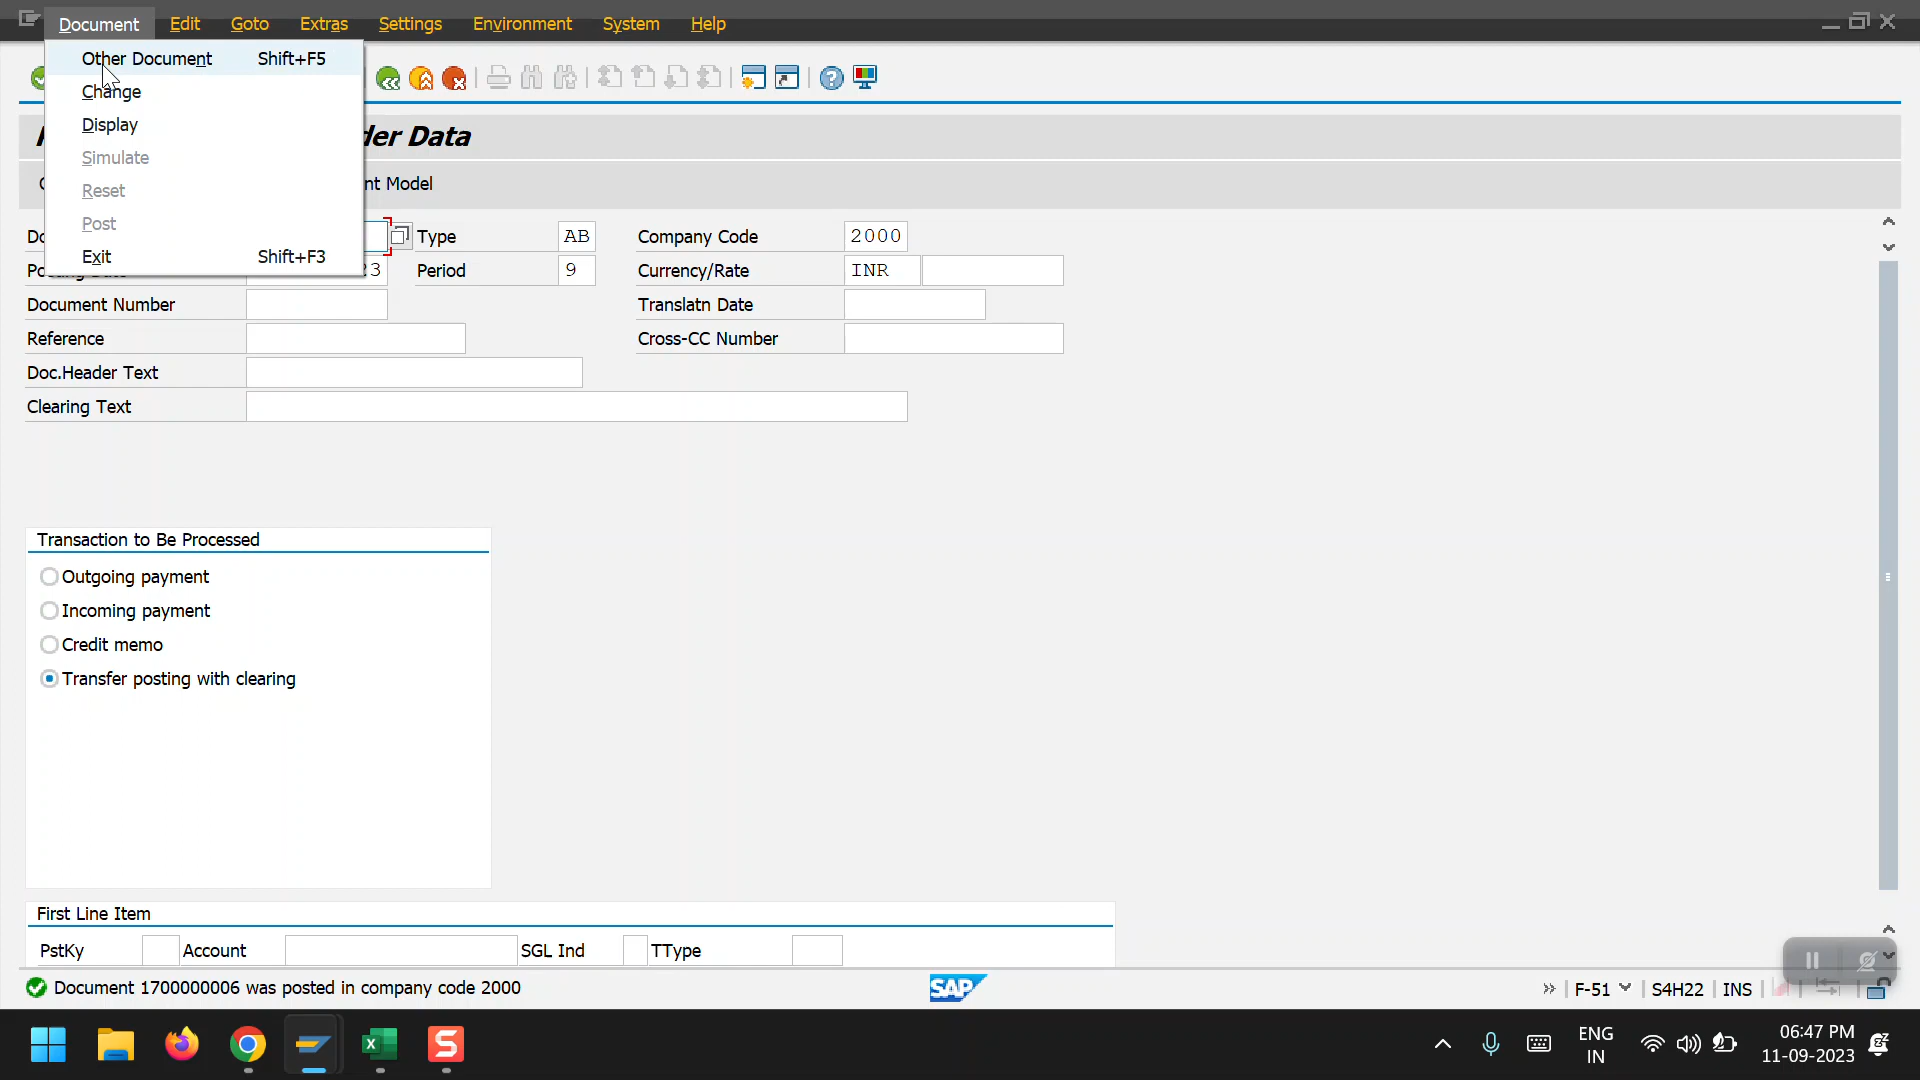 Document Edit Goto Extras Settings Environment System Help
Other Document Shift+F5
Change
Display
der Data
Simulate
nt Model
Reset
Post
Exit Shift+F3
Type AB Company Code 2000
23 Period 9 Currency/Rate INR
Document Number Translatn Date
Reference Cross-CC Number
Doc.Header Text
Clearing Text
Transaction to Be Processed
Outgoing payment
Incoming payment
Credit memo
Transfer posting with clearing
First Line Item
PstKy Account SGL Ind TType
Document 1700000006 was posted in company code 2000 SAP F-51 S4H22 INS
ENG
IN
06:47 PM
11-09-2023